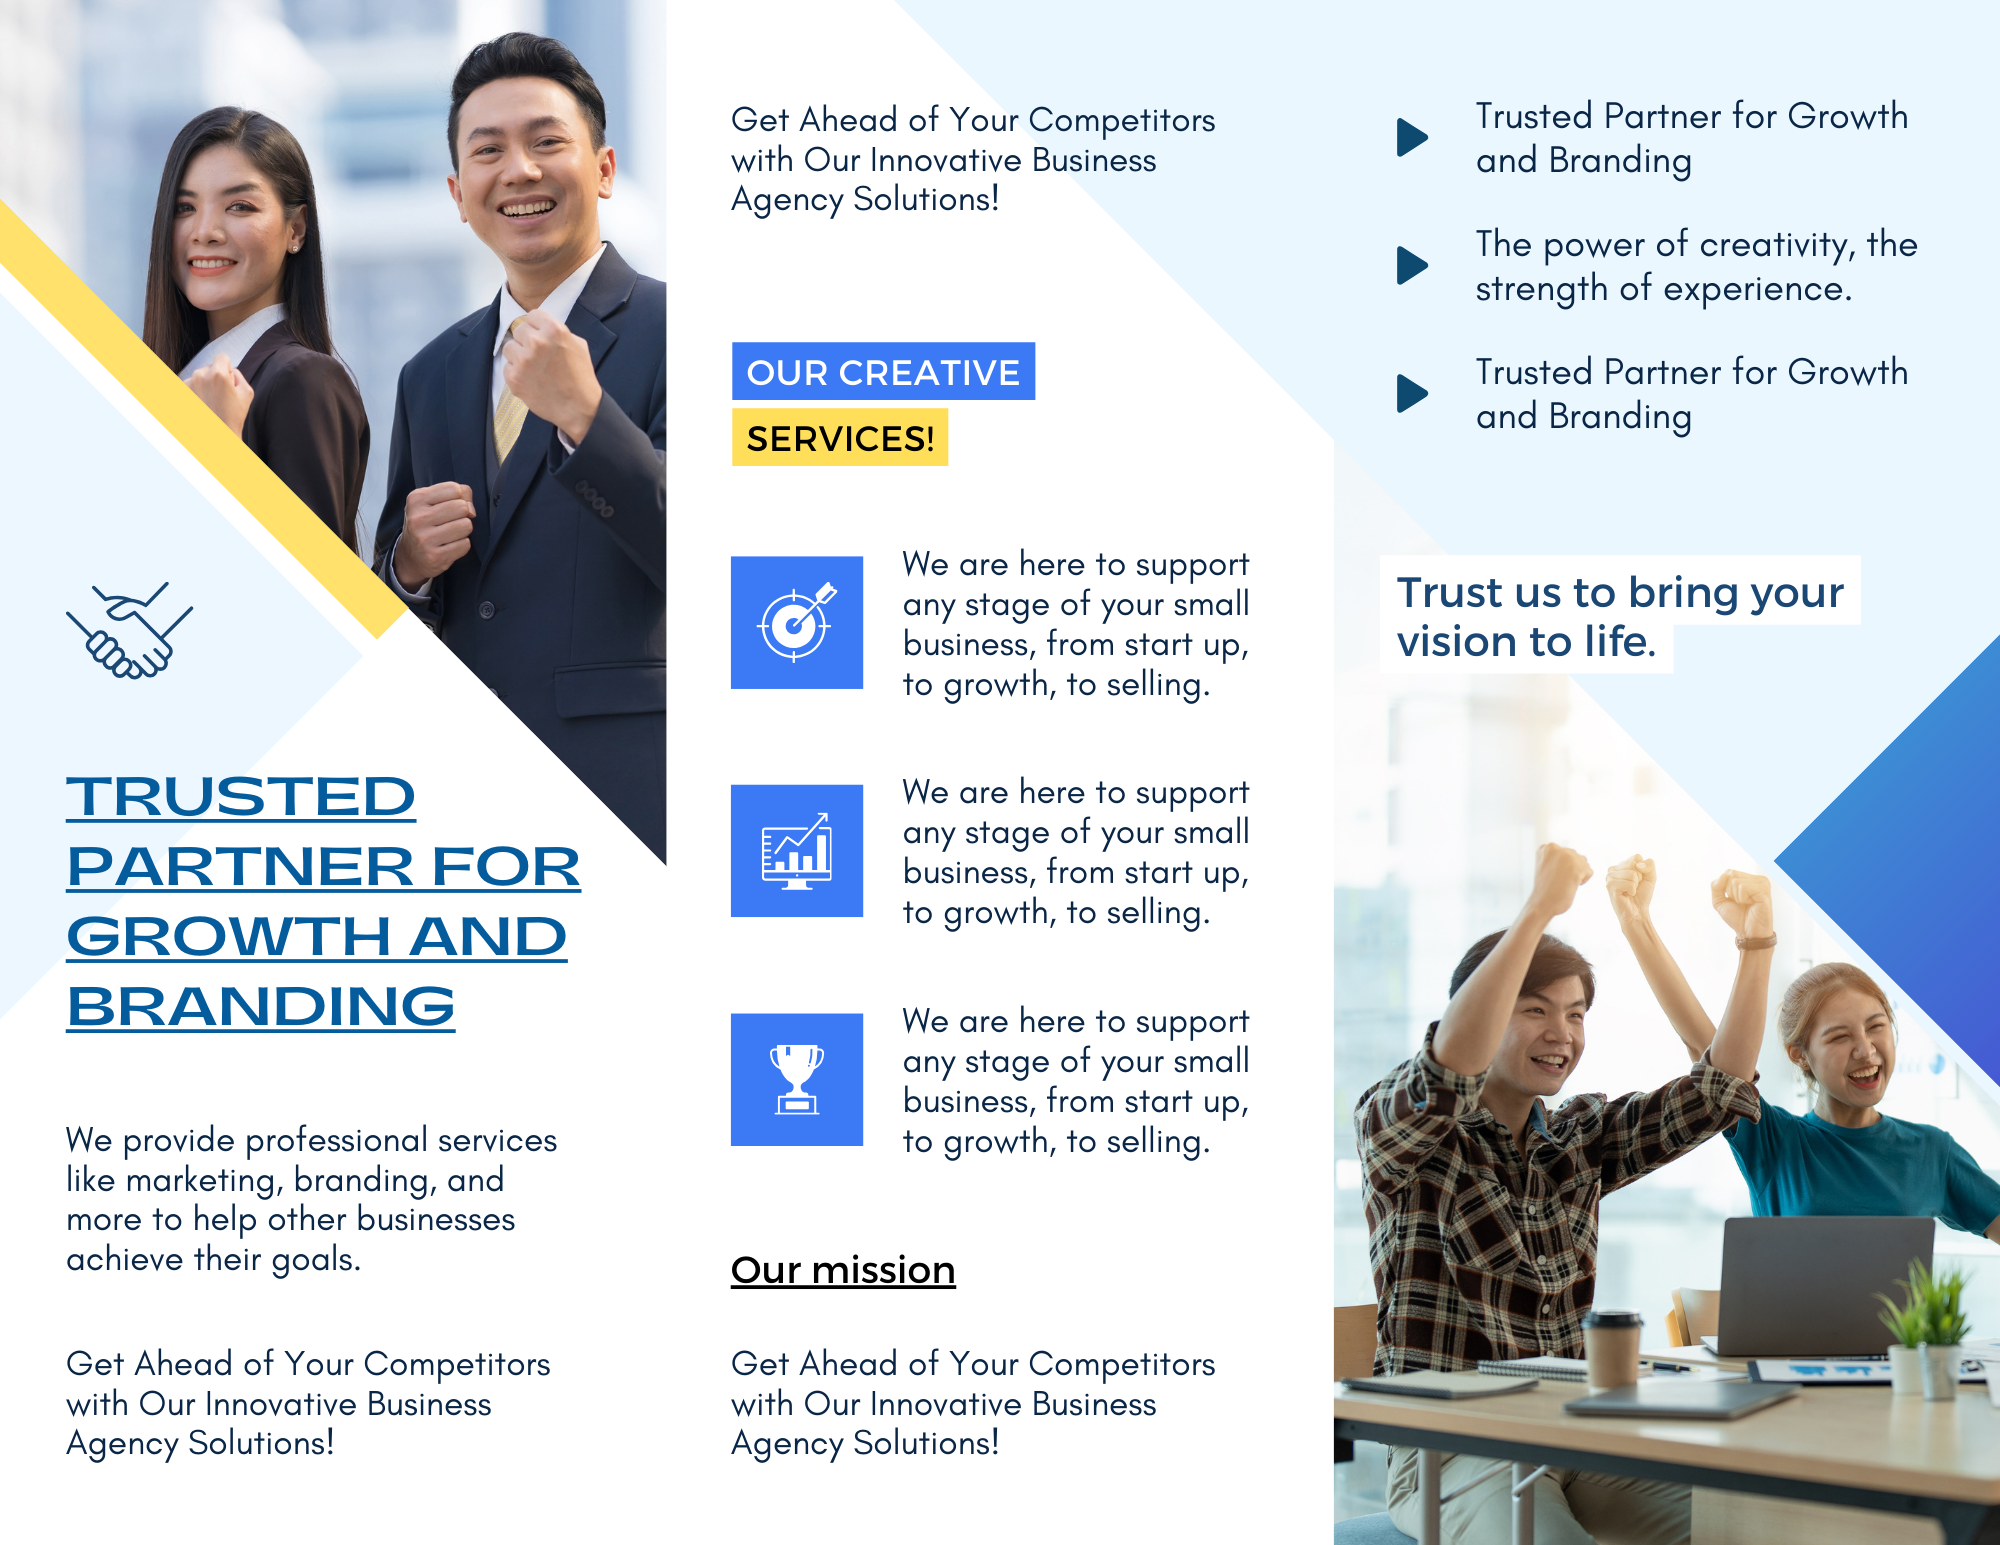 TRUSTED
PARTNER FOR
GROWTH AND
BRANDING
We provide professional services
like marketing, branding, and
more to help other businesses
achieve their goals.
Get Ahead of Your Competitors
with Our Innovative Business
Agency Solutions!
Get Ahead of Your Competitors
with Our Innovative Business
Agency Solutions!
OUR CREATIVE
SERVICES!
We are here to support
any stage of your small
business, from start up,
to growth, to selling.
We are here to support
any stage of your small
business, from start up,
to growth, to selling.
We are here to support
any stage of your small
business, from start up,
to growth, to selling.
Our mission
Get Ahead of Your Competitors
with Our Innovative Business
Agency Solutions!
Trusted Partner for Growth
and Branding
The power of creativity, the
strength of experience.
Trusted Partner for Growth
and Branding
Trust us to bring your
vision to life.